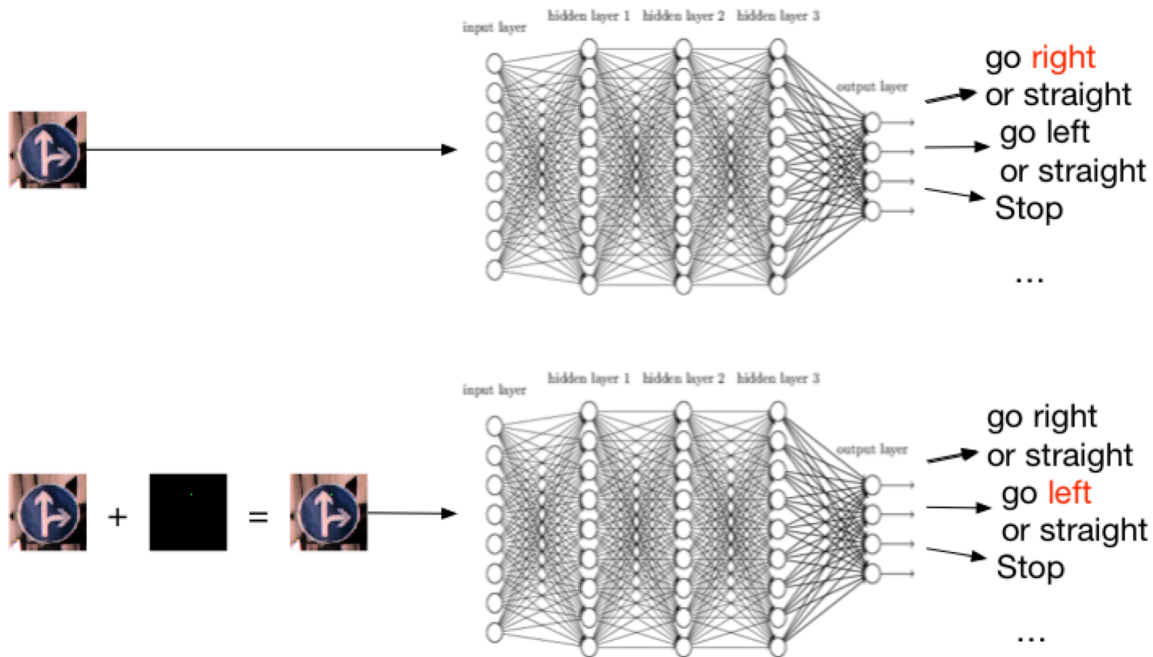 hidden layer 1 hidden layer 2 hidden layer 3
input layer
output layer
go right
or straight
go left
or straight
Stop
...
hidden layer 1 hidden layer 2 hidden layer 3
input layer
output layer
go right
or straight
go left
or straight
Stop
...
+ =